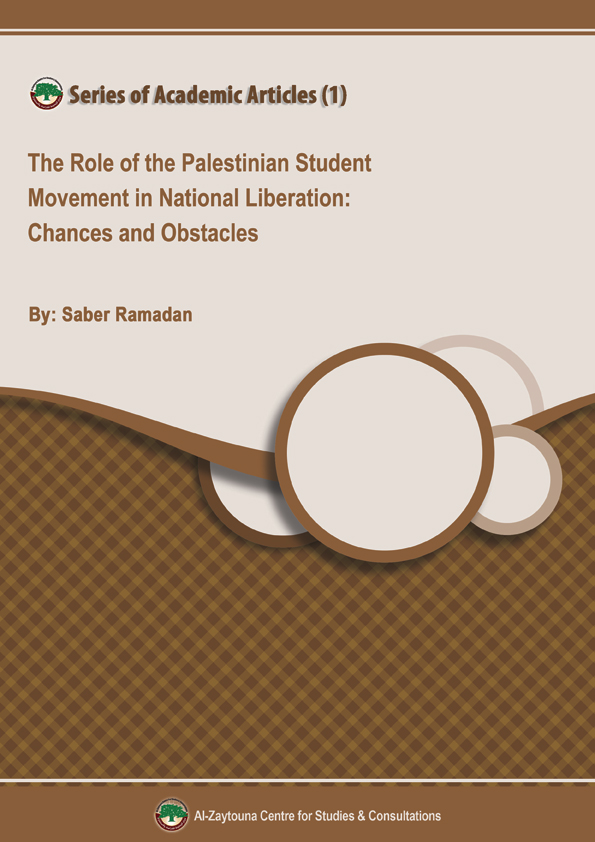 Series of Academic Articles (1)
The Role of the Palestinian Student
Movement in National Liberation:
Chances and Obstacles
By: Saber Ramadan
Al-Zaytouna Centre for Studies & Consultations